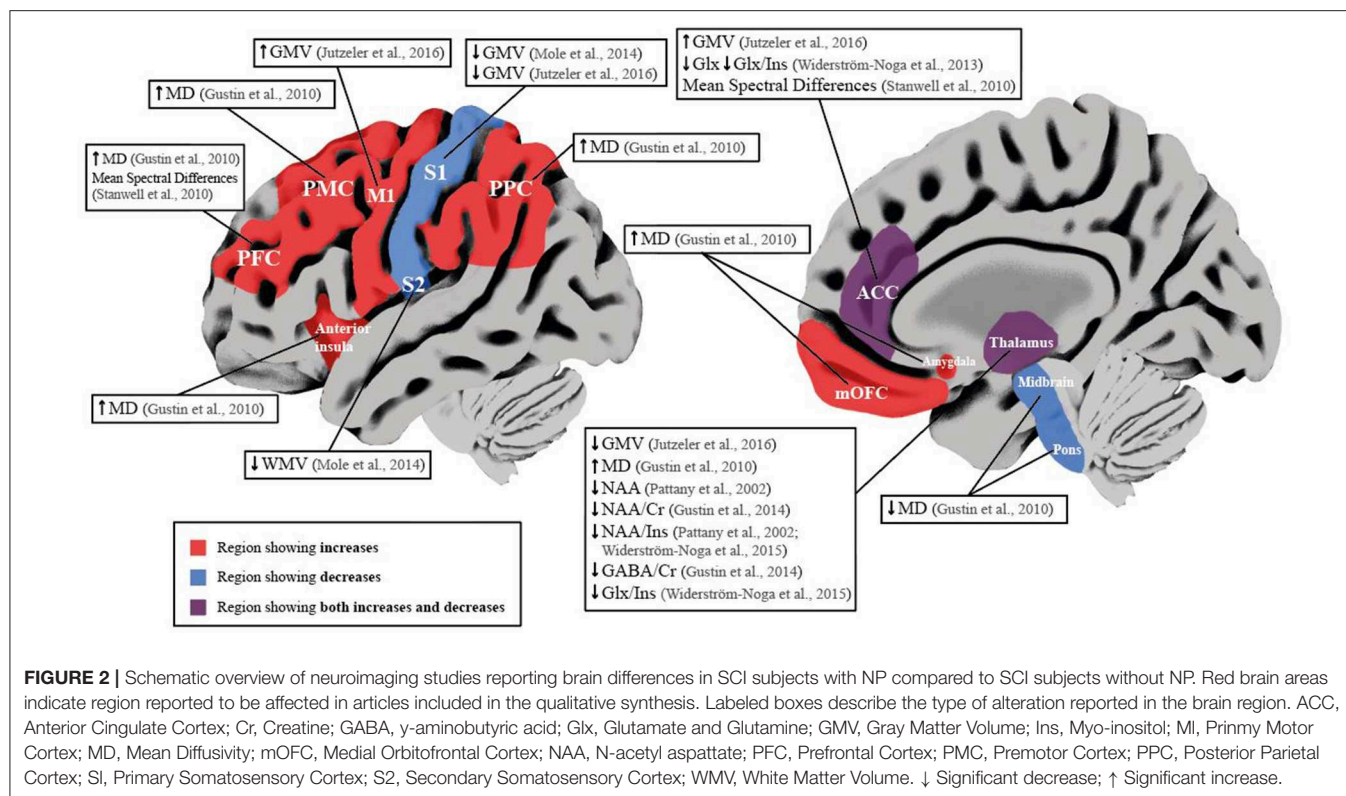 ↑GMV (Jutzeler et al., 2016)
↓GMV (Mole et al., 2014)
↓GMV (Jutzeler et al., 2016)
↑GMV (Jutzeler et al., 2016)
↓Glx ↓Glx/Ins (Widerström-Noga et al., 2013)
Mean Spectral Differences (Stanwell et al., 2010)
↑MD (Gustin et al., 2010)
↑MD (Gustin et al., 2010)
↑MD (Gustin et al., 2010)
Mean Spectral Differences
(Stanwell et al., 2010)
PMC
M1
S1
PPC
PFC
S2
Anterior
insula
↑MD (Gustin et al., 2010)
↓WMV (Mole et al., 2014)
↑MD (Gustin et al., 2010)
ACC
Thalamus
Amygdala
mOFC
Midbrain
Pons
↓GMV (Jutzeler et al., 2016)
↑MD (Gustin et al., 2010)
↓NAA (Pattany et al., 2002)
↓NAA/Cr (Gustin et al., 2014)
↓NAA/Ins (Pattany et al., 2002;
Widerström-Noga et al., 2015)
↓GABA/Cr (Gustin et al., 2014)
↓Glx/Ins (Widerström-Noga et al., 2015)
↓MD (Gustin et al., 2010)
Region showing increases
Region showing decreases
Region showing both increases and decreases
FIGURE 2 | Schematic overview of neuroimaging studies reporting brain differences in SCI subjects with NP compared to SCI subjects without NP. Red brain areas
indicate region reported to be affected in articles included in the qualitative synthesis. Labeled boxes describe the type of alteration reported in the brain region. ACC,
Anterior Cingulate Cortex; Cr, Creatine; GABA, y-aminobutyric acid; Glx, Glutamate and Glutamine; GMV, Gray Matter Volume; Ins, Myo-inositol; Ml, Prinmy Motor
Cortex; MD, Mean Diffusivity; mOFC, Medial Orbitofrontal Cortex; NAA, N-acetyl aspattate; PFC, Prefrontal Cortex; PMC, Premotor Cortex; PPC, Posterior Parietal
Cortex; Sl, Primary Somatosensory Cortex; S2, Secondary Somatosensory Cortex; WMV, White Matter Volume. ↓ Significant decrease; ↑ Significant increase.